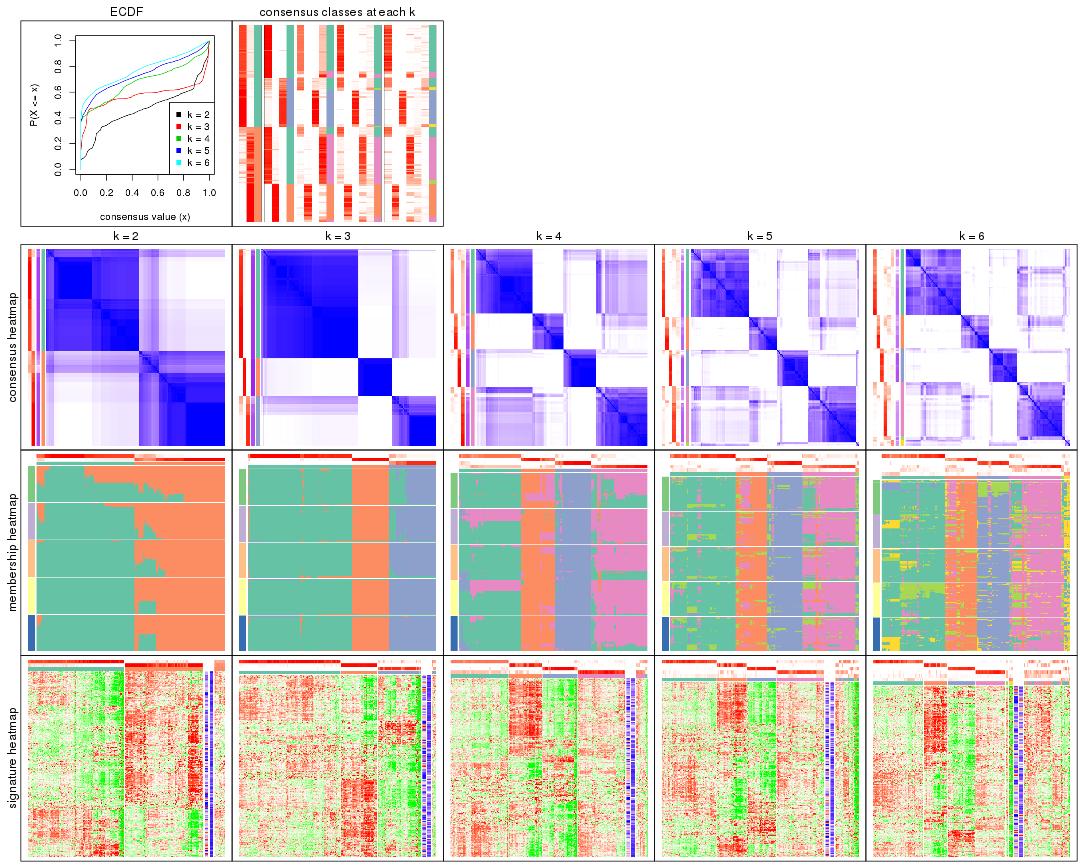 ECDF
consensus classes at each k
P(X <= x)
0.0 0.2 0.4 0.6 0.8 1.0
k = 2
k = 3
k = 4
k = 5
k = 6
0.0 0.2 0.4 0.6 0.8 1.0
consensus value (x)
k = 2
k = 3
k = 4
k = 5
k = 6
consensus heatmap
membership heatmap
signature heatmap